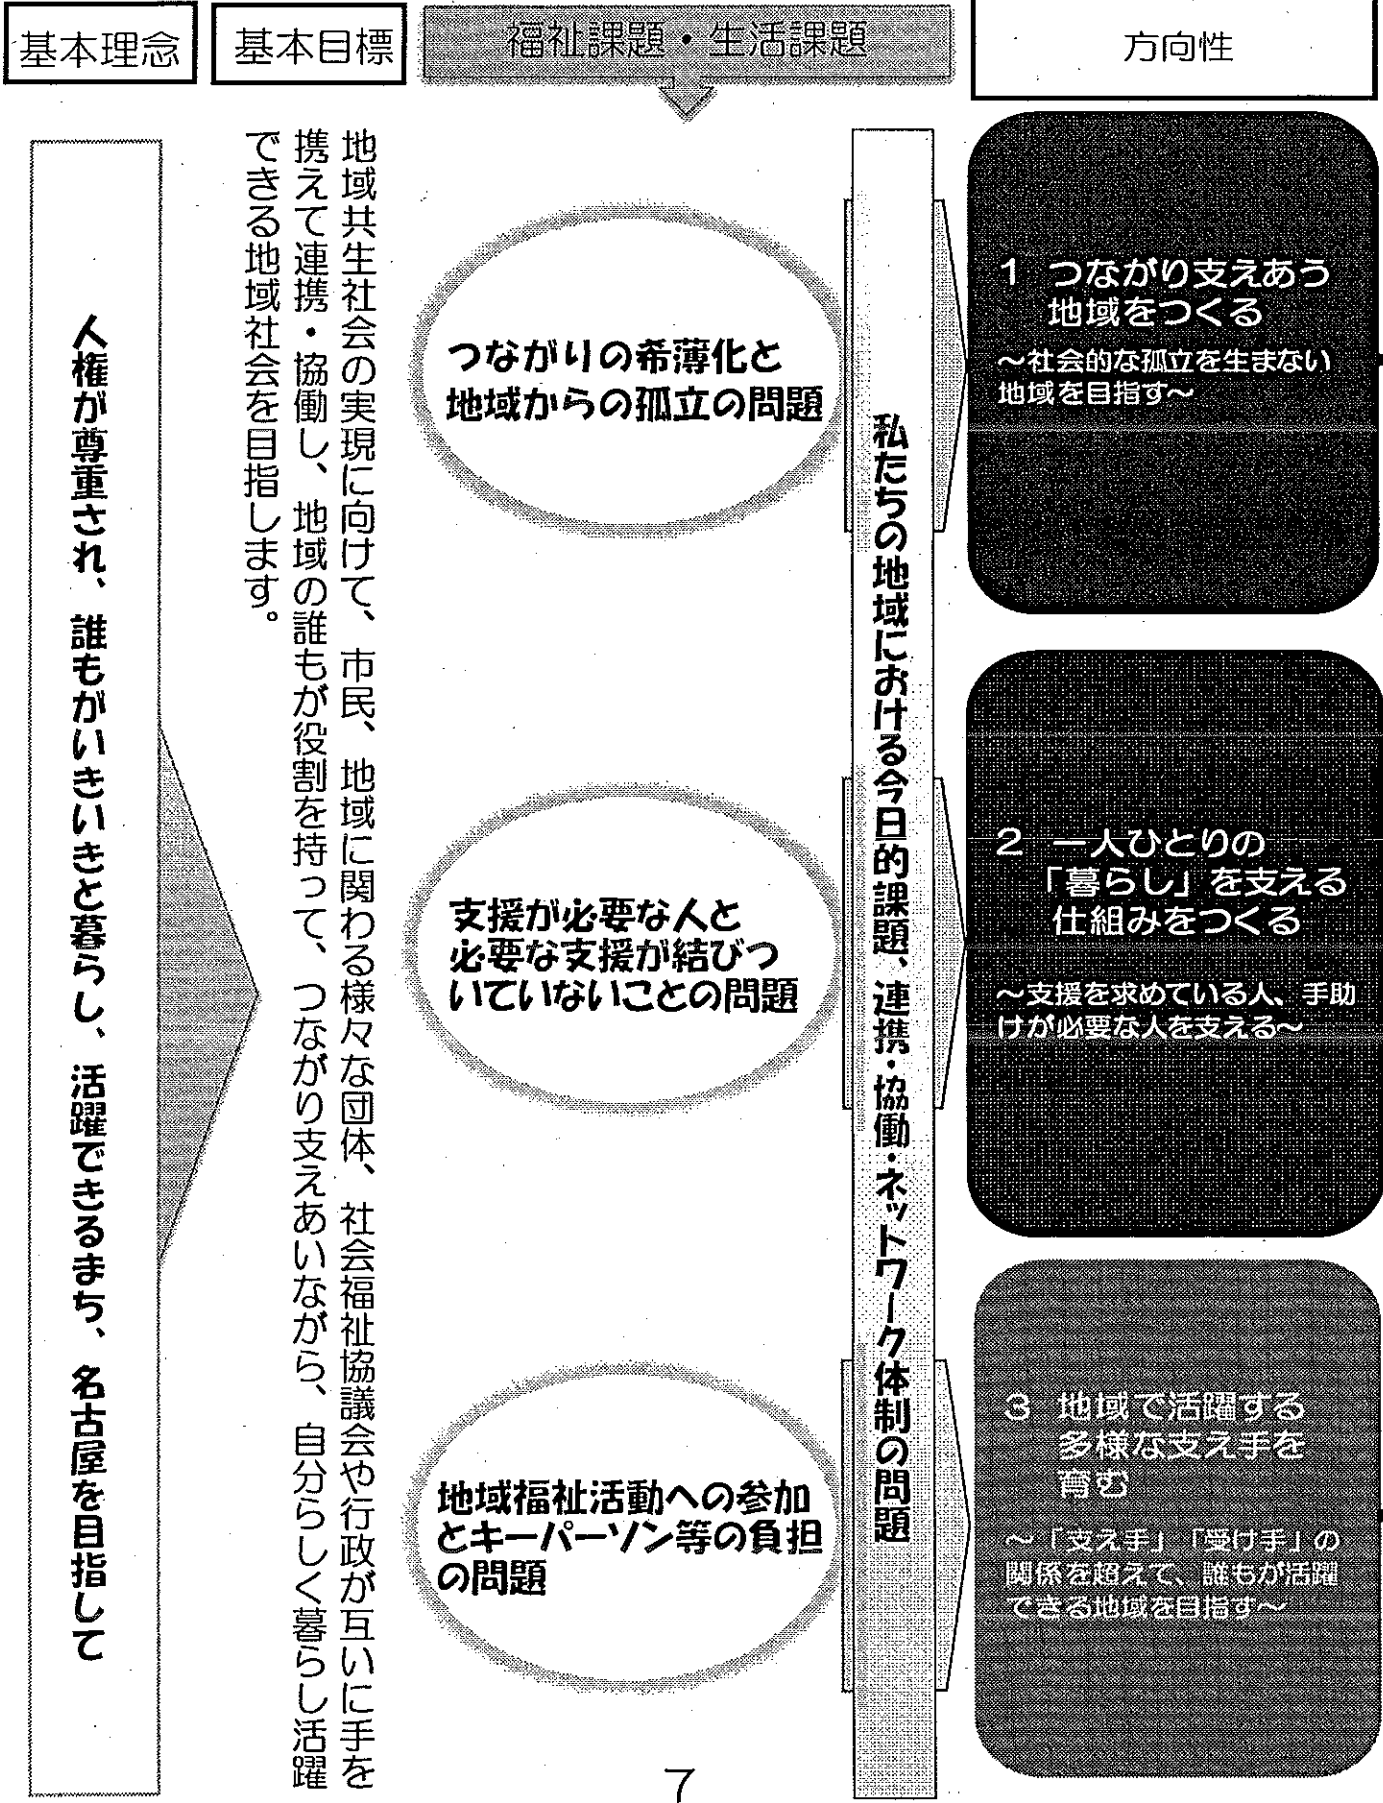 基本理念
基本目標
福祉課題・生活課題
方向性
人権が尊重され、誰もがいきいきと暮らし、活躍できるまち、名古屋を目指して
地域共生社会の実現に向けて、市民、地域に関わる様々な団体、社会福祉協議会や行政が互いに手を
携えて連携・協働し、地域の誰もが役割を持って、つながり支えあいながら、自分らしく暮らし活躍
できる地域社会を目指します。
つながりの希薄化と
地域からの孤立の問題
支援が必要な人と
必要な支援が結びつ
いていないことの問題
地域福祉活動への参加
とキーパーソン等の負担
の問題
私たちの地域における今日的課題、連携・協働・ネットワーク体制の問題
1 つながり支えあう
地域をつくる
～社会的な孤立を生まない
地域を目指す～
2 一人ひとりの
「暮らし」を支える
仕組みをつくる
～支援を求めている人、手助
けが必要な人を支える～
3 地域で活躍する
多様な支え手を
育む
～「支え手」「受け手」の
関係を超えて、誰もが活躍
できる地域を目指す～
7